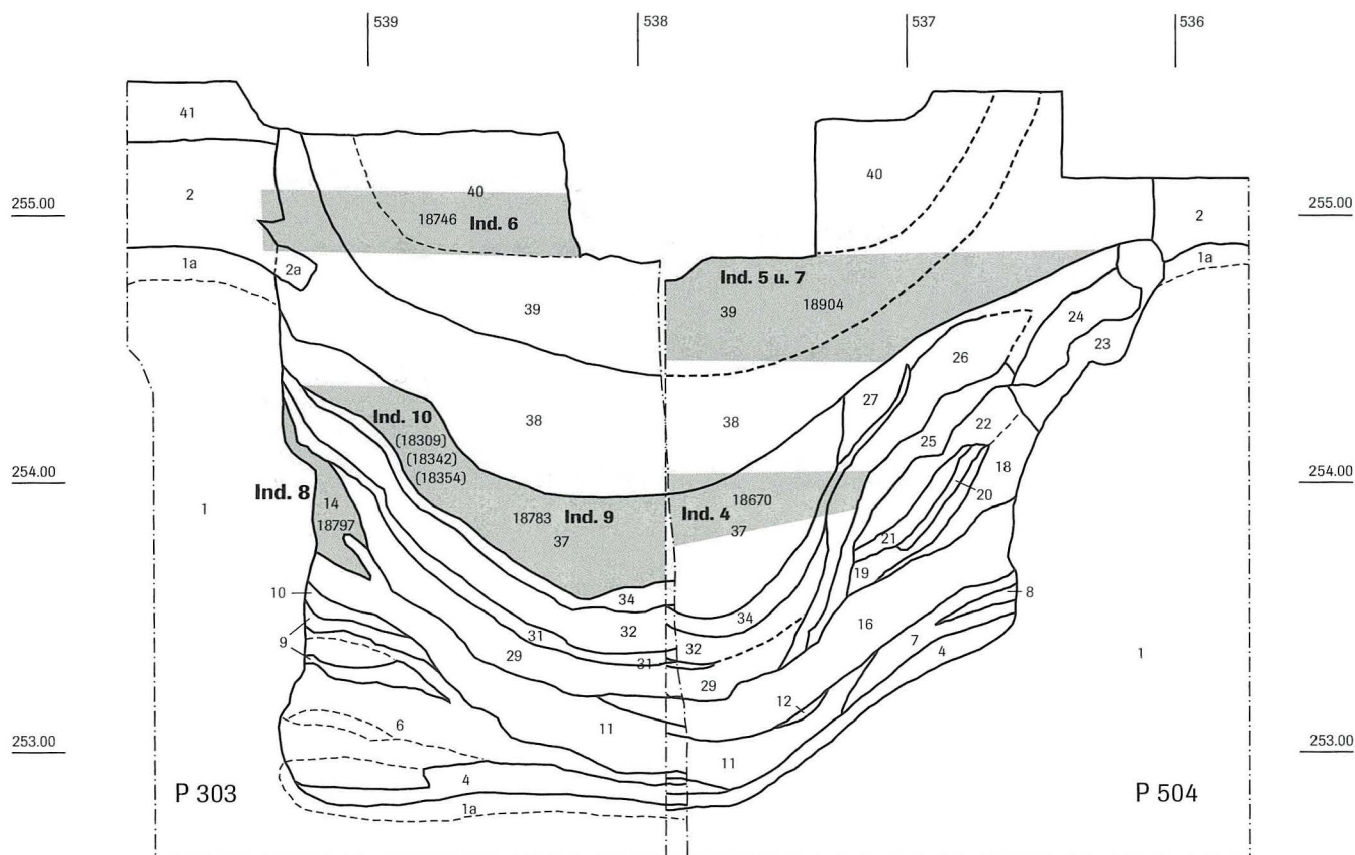 539 538 537 536
41
40 40
2 2
255.00 18746 Ind. 6 255.00
1a 2a 1a
Ind. 5 u. 7
39 39 18904 24
23
26
27
Ind. 10 38 38 22
(18309) 25
(18342)
(18354) 18
254.00 254.00
Ind. 8 18670 20
14 18783 Ind. 9 Ind. 4
1 18797 37 37
21
19
10 34 8
34 16
9 31 32 32 7
29 31 4 1
29
12
6 11
253.00 11 253.00
4
P 303 P 504
1a